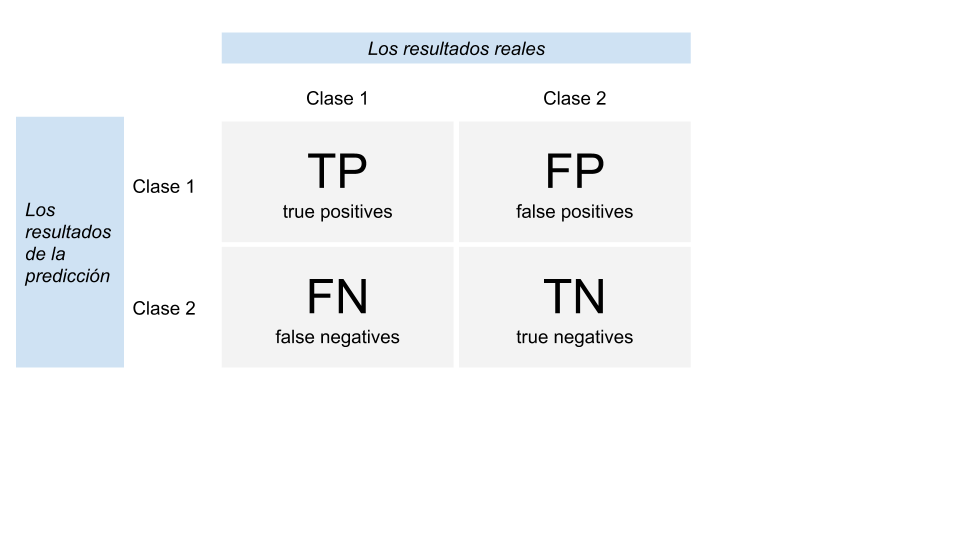 Los resultados reales
Clase 1
Clase 2
Los
resultados
de la
predicción
Clase 1
TP
true positives
FP
false positives
Clase 2
FN
false negatives
TN
true negatives